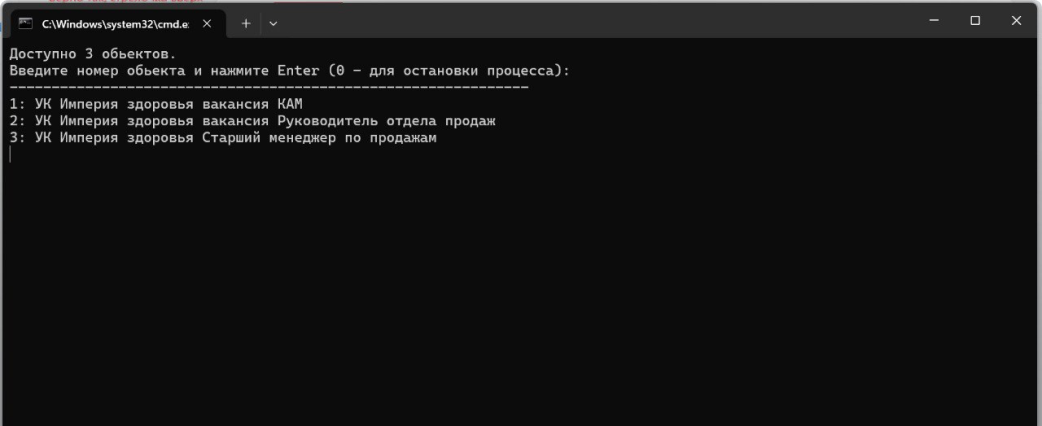 C:\Windows\system32\cmd.e
Доступно 3 обьектов.
Введите номер обьекта и нажмите Enter (0 - для остановки процесса):
--------------------------------------------------------------
1: УК Империя здоровья вакансия КАМ
2: УК Империя здоровья вакансия Руководитель отдела продаж
3: УК Империя здоровья Старший менеджер по продажам